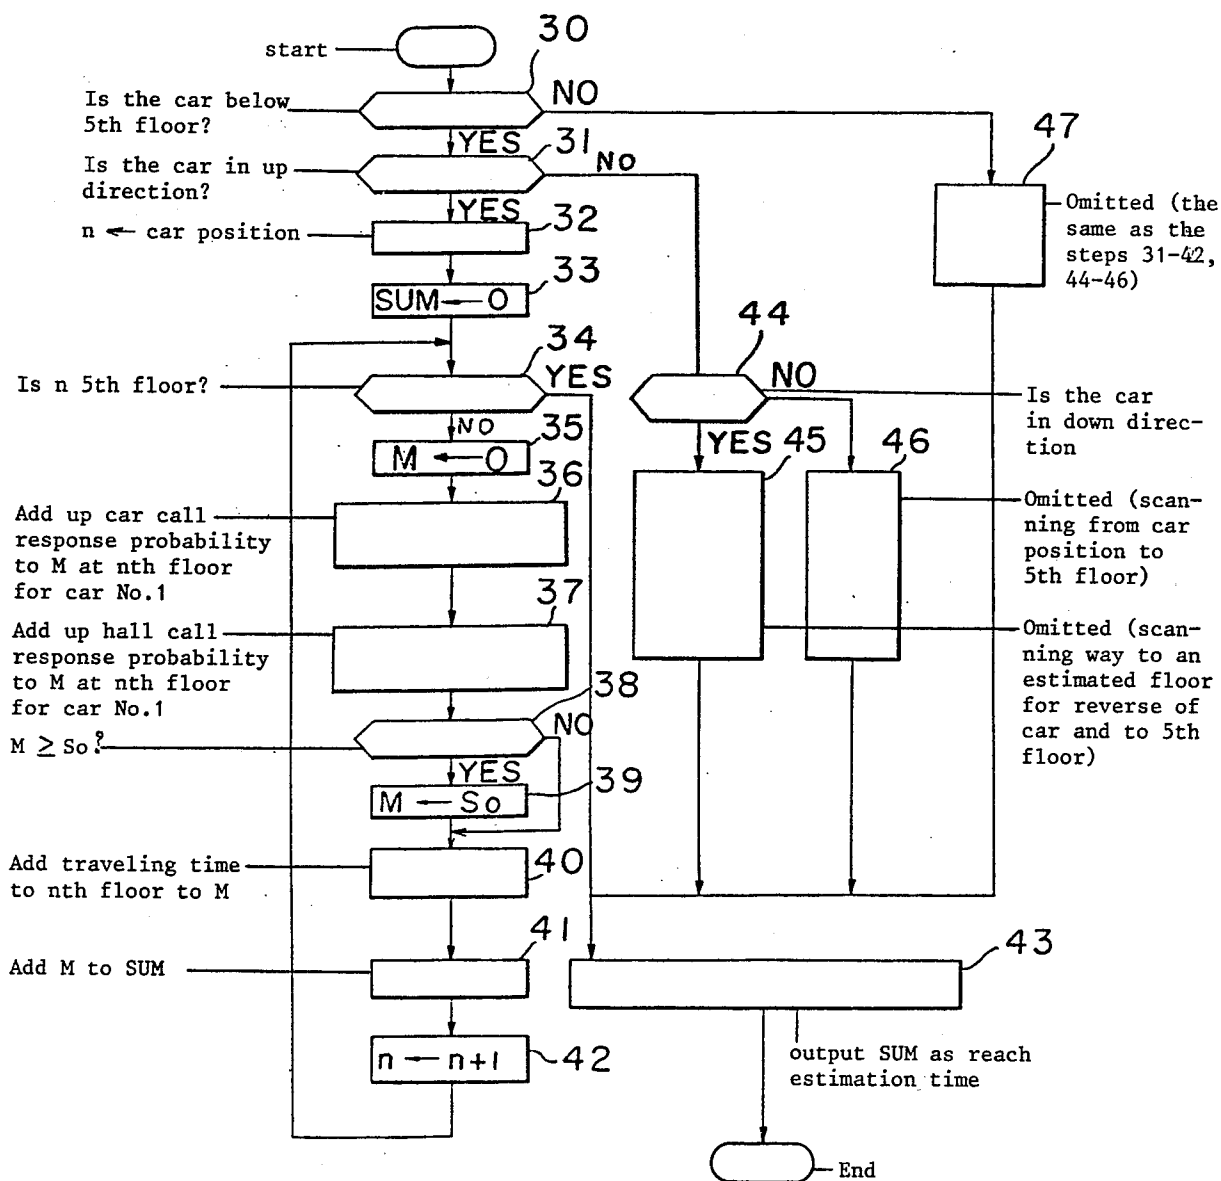 start
30
NO
Is the car below
5th floor?
YES
31
NO
47
Is the car in up
direction?
YES
32
Omitted (the
same as the
steps 31-42,
44-46)
n ← car position
33
SUM ← 0
34
44
YES
NO
Is n 5th floor?
Is the car
in down direc-
tion
NO
35
YES
45
46
M ← 0
36
Add up car call
response probability
to M at nth floor
for car No.1
Omitted (scan-
ning from car
position to
5th floor)
37
Add up hall call
response probability
to M at nth floor
for car No.1
Omitted (scan-
ning way to an
estimated floor
for reverse of
car and to 5th
floor)
38
NO
M ≥ So?
YES
39
M ← So
Add traveling time
to nth floor to M
40
41
43
Add M to SUM
n ← n+1
42
output SUM as reach
estimation time
End